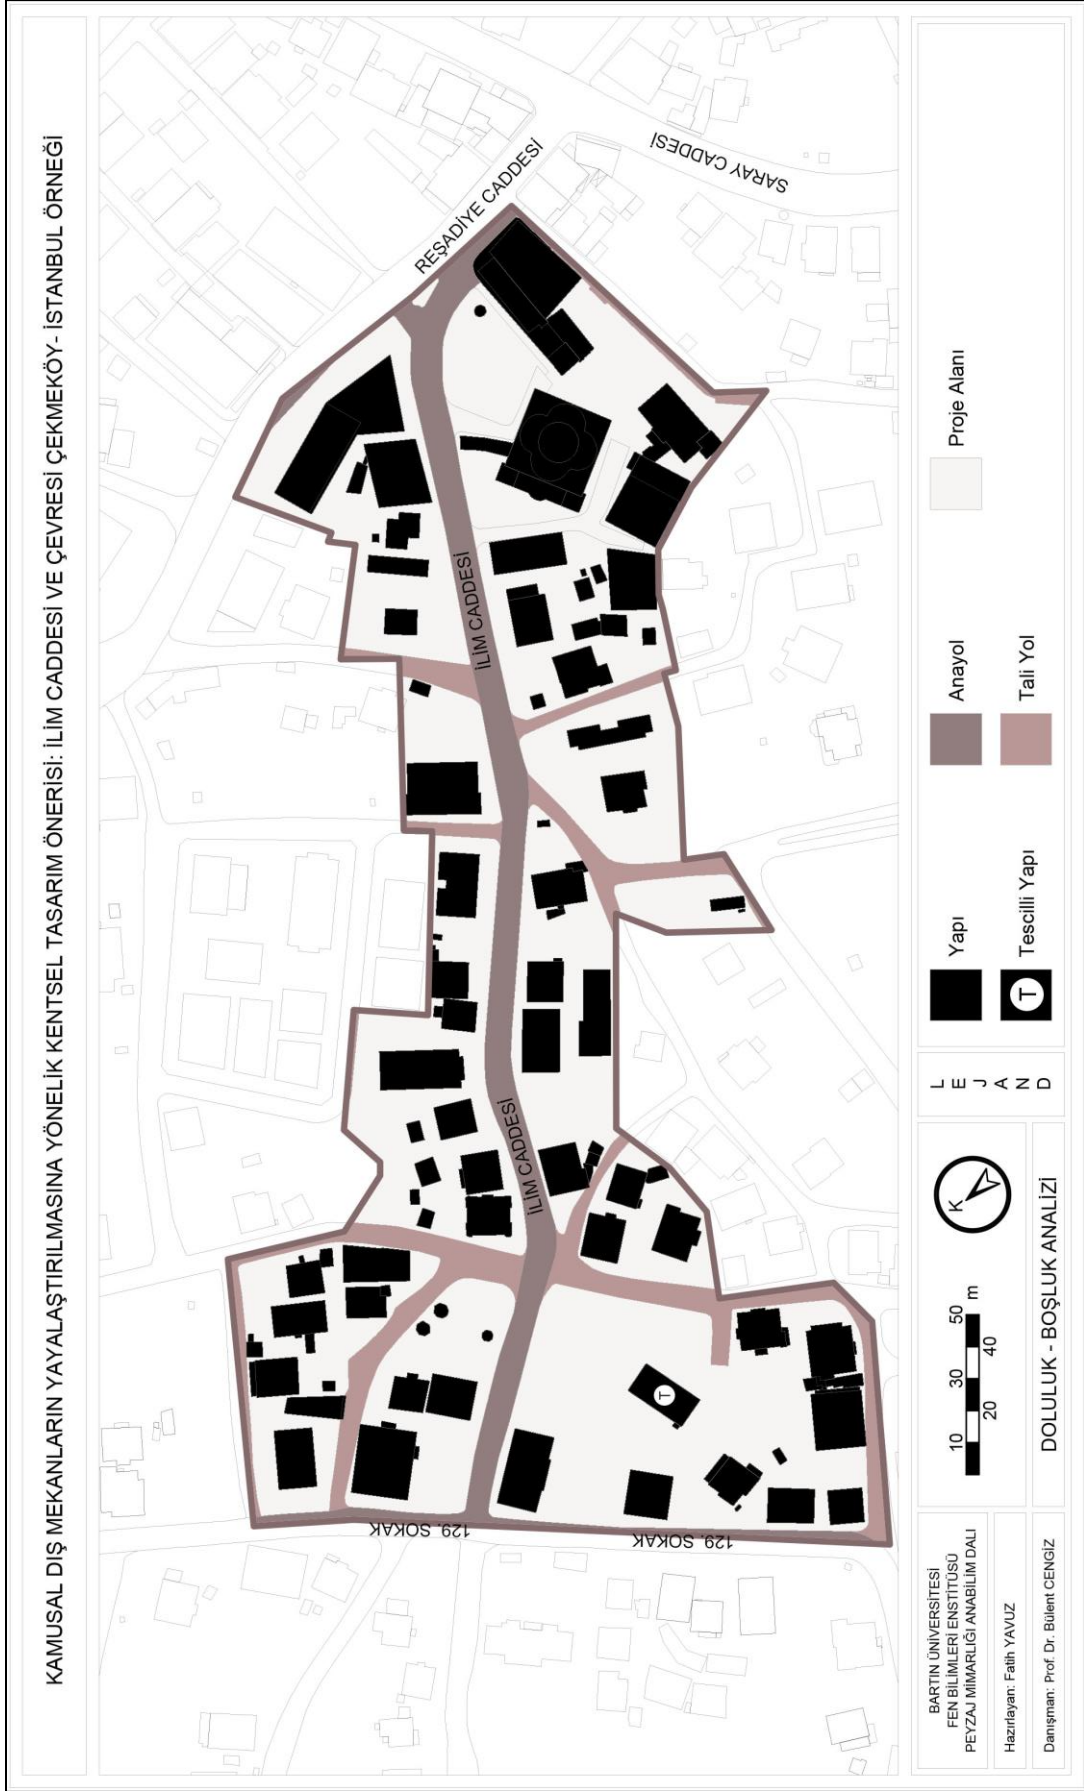 KAMUSAL DIŞ MEKANLARIN YAYALAŞTIRILMASINA YÖNELİK KENTSEL TASARIM ÖNERİSİ: İLİM CADDESİ VE ÇEVRESİ ÇEKMEKÖY- İSTANBUL ÖRNEĞİ
REŞADİYE CADDESİ
SARAY CADDESİ
İLİM CADDESİ
İLİM CADDESİ
129. SOKAK
129. SOKAK
T
BARTIN ÜNİVERSİTESİ
FEN BİLİMLERİ ENSTİTÜSÜ
PEYZAJ MİMARLIĞI ANABİLİM DALI
Hazırlayan: Fatih YAVUZ
Danışman: Prof. Dr. Bülent CENGİZ
10 30 50 m
20 40
K
DOLULUK - BOŞLUK ANALİZİ
L
E
J
A
N
D
Yapı
Anayol
Proje Alanı
T Tescilli Yapı
Tali Yol